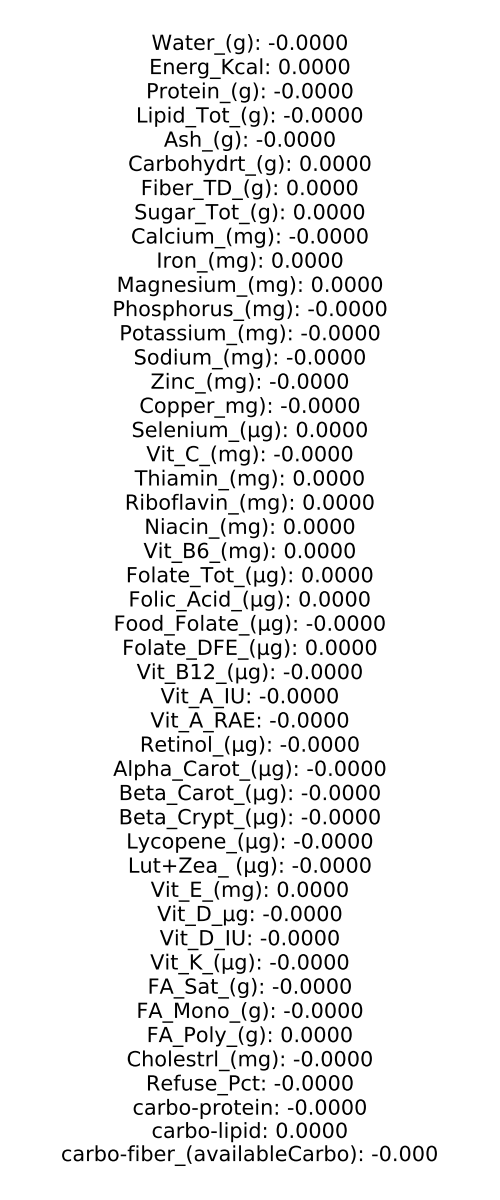 Water_(g): -0.0000
Energ_Kcal: 0.0000
Protein_(g): -0.0000
Lipid_Tot_(g): -0.0000
Ash_(g): -0.0000
Carbohydrt_(g): 0.0000
Fiber_TD_(g): 0.0000
Sugar_Tot_(g): 0.0000
Calcium_(mg): -0.0000
Iron_(mg): 0.0000
Magnesium_(mg): 0.0000
Phosphorus_(mg): -0.0000
Potassium_(mg): -0.0000
Sodium_(mg): -0.0000
Zinc_(mg): -0.0000
Copper_mg): -0.0000
Selenium_(µg): 0.0000
Vit_C_(mg): -0.0000
Thiamin_(mg): 0.0000
Riboflavin_(mg): 0.0000
Niacin_(mg): 0.0000
Vit_B6_(mg): 0.0000
Folate_Tot_(µg): 0.0000
Folic_Acid_(µg): 0.0000
Food_Folate_(µg): -0.0000
Folate_DFE_(µg): 0.0000
Vit_B12_(µg): -0.0000
Vit_A_IU: -0.0000
Vit_A_RAE: -0.0000
Retinol_(µg): -0.0000
Alpha_Carot_(µg): -0.0000
Beta_Carot_(µg): -0.0000
Beta_Crypt_(µg): -0.0000
Lycopene_(µg): -0.0000
Lut+Zea_ (µg): -0.0000
Vit_E_(mg): 0.0000
Vit_D_µg: -0.0000
Vit_D_IU: -0.0000
Vit_K_(µg): -0.0000
FA_Sat_(g): -0.0000
FA_Mono_(g): -0.0000
FA_Poly_(g): 0.0000
Cholestrl_(mg): -0.0000
Refuse_Pct: -0.0000
carbo-protein: -0.0000
carbo-lipid: 0.0000
carbo-fiber_(availableCarbo): -0.000